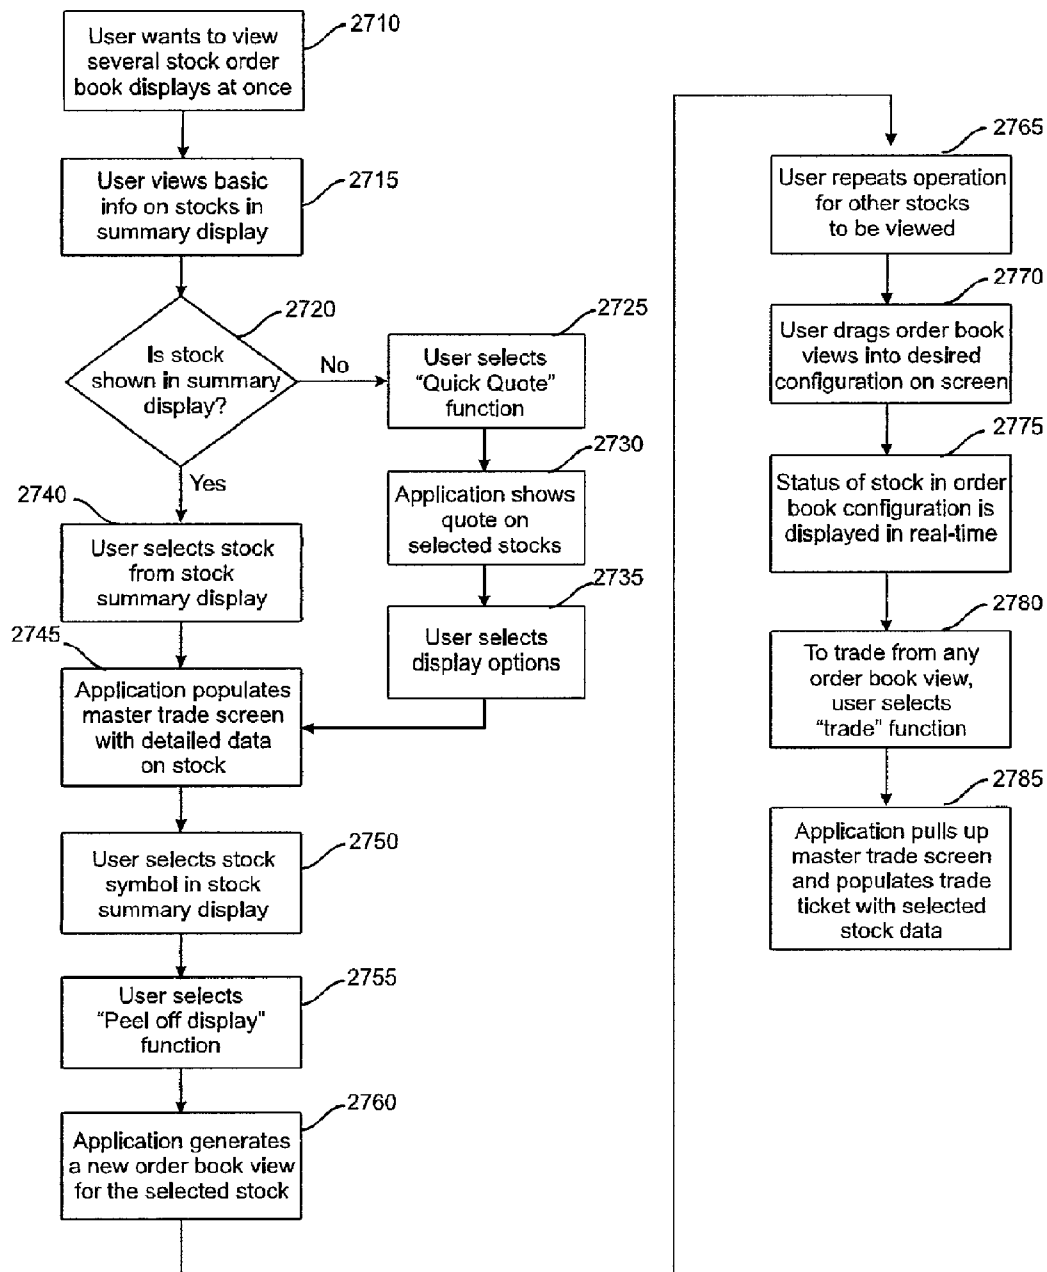 2710
User wants to view
several stock order
book displays at once
2715
User views basic
info on stocks in
summary display
2720
Is stock
shown in summary
display?
No
Yes
2725
User selects
“Quick Quote”
function
2730
Application shows
quote on
selected stocks
2735
User selects
display options
2740
User selects stock
from stock
summary display
2745
Application populates
master trade screen
with detailed data
on stock
2750
User selects stock
symbol in stock
summary display
2755
User selects
“Peel off display”
function
2760
Application generates
a new order book view
for the selected stock
2765
User repeats operation
for other stocks
to be viewed
2770
User drags order book
views into desired
configuration on screen
2775
Status of stock in order
book configuration is
displayed in real-time
2780
To trade from any
order book view,
user selects
“trade” function
2785
Application pulls up
master trade screen
and populates trade
ticket with selected
stock data